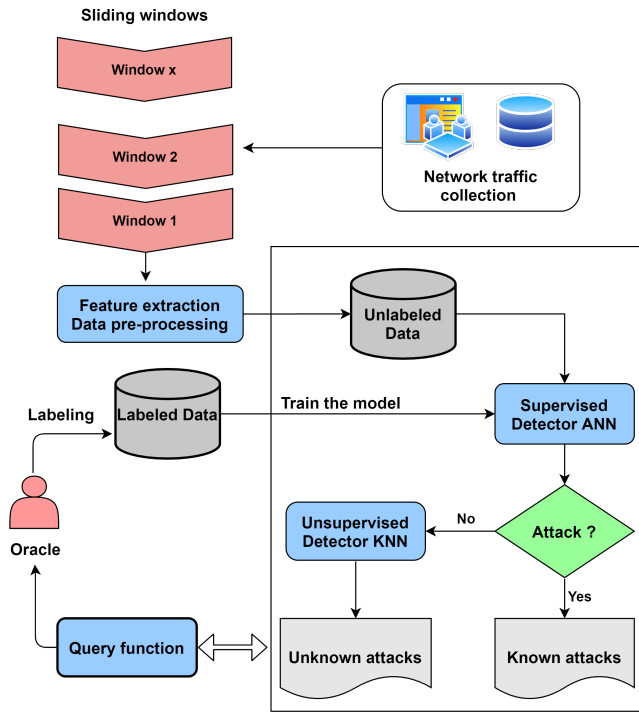 Sliding windows
Window x
Window 2
Window 1
Network traffic
collection
Feature extraction
Data pre-processing
Unlabeled
Data
Labeling
Labeled Data
Train the model
Supervised
Detector ANN
Oracle
Unsupervised
Detector KNN
No
Attack ?
Yes
Query function
Unknown attacks
Known attacks